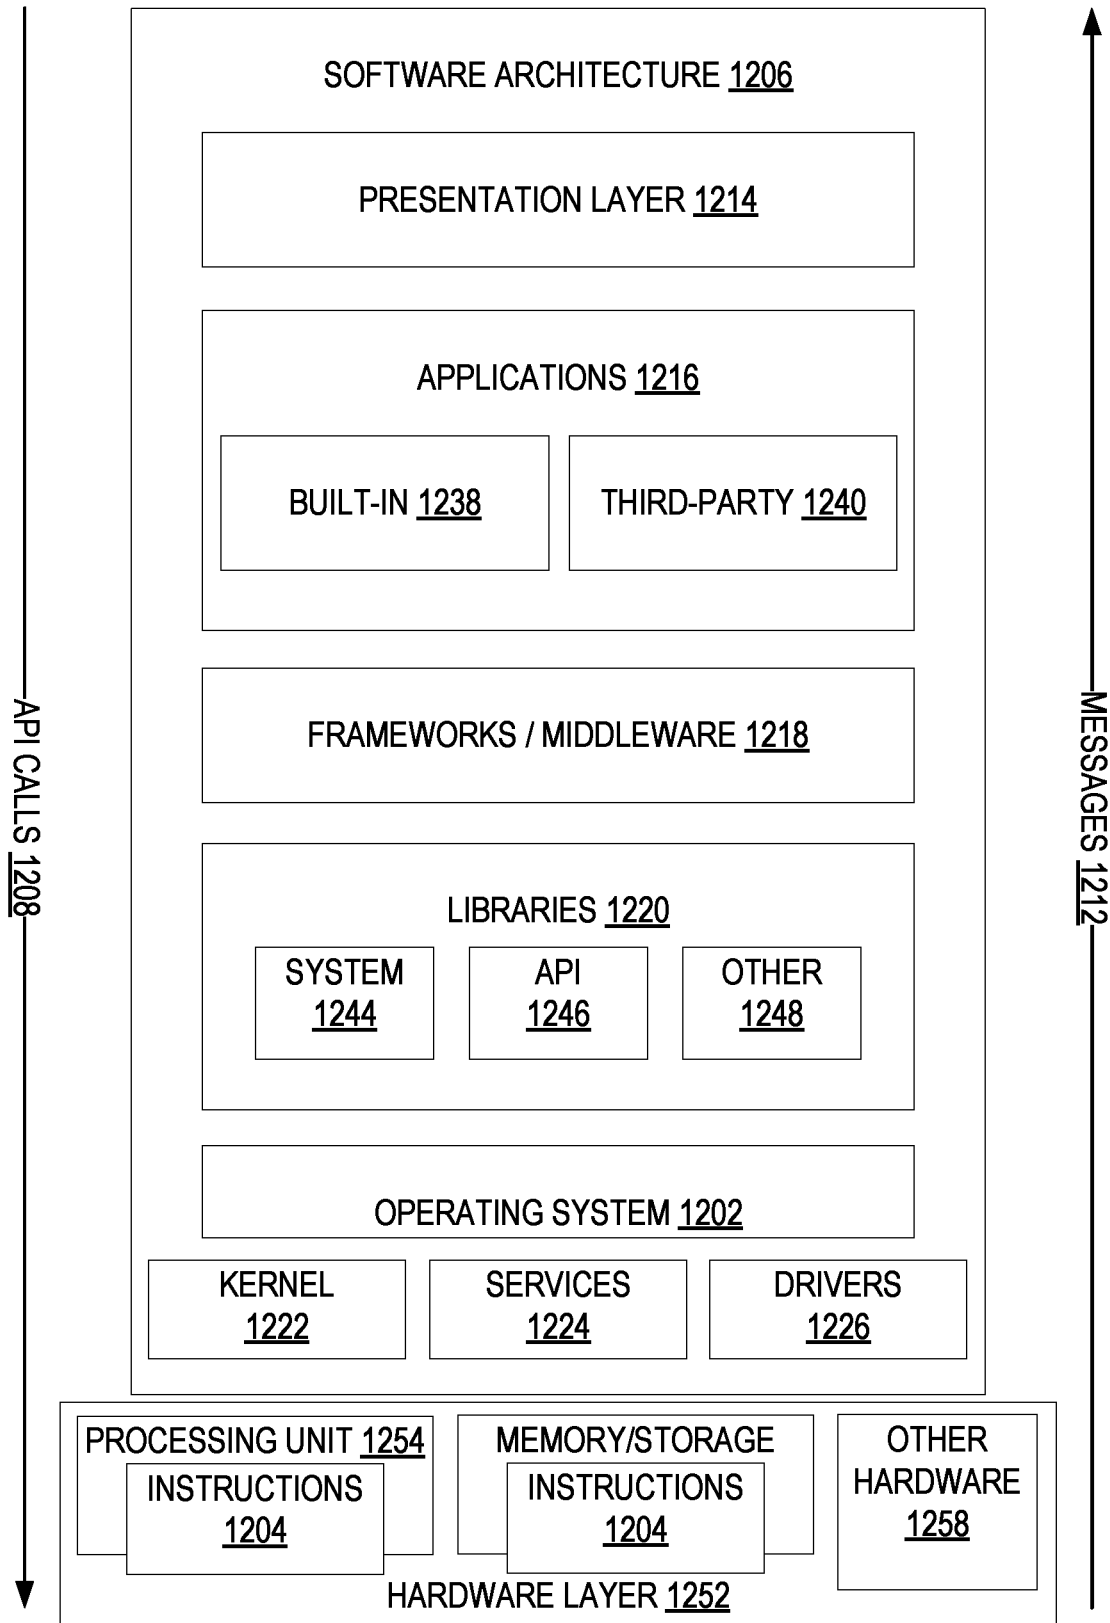 SOFTWARE ARCHITECTURE 1206
PRESENTATION LAYER 1214
APPLICATIONS 1216
BUILT-IN 1238
THIRD-PARTY 1240
FRAMEWORKS / MIDDLEWARE 1218
API CALLS 1208
MESSAGES 1212
LIBRARIES 1220
SYSTEM
1244
API
1246
OTHER
1248
OPERATING SYSTEM 1202
KERNEL
1222
SERVICES
1224
DRIVERS
1226
PROCESSING UNIT 1254
INSTRUCTIONS
1204
MEMORY/STORAGE
INSTRUCTIONS
1204
OTHER
HARDWARE
1258
HARDWARE LAYER 1252